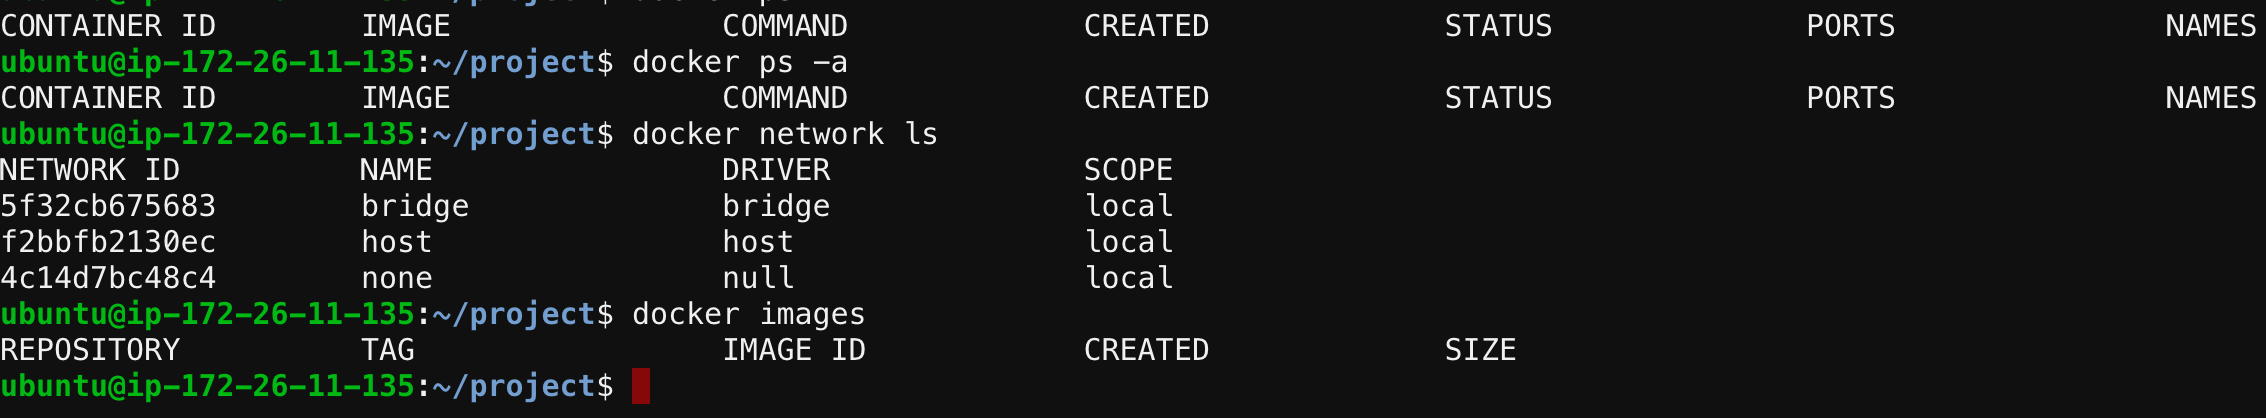 CONTAINER ID        IMAGE               COMMAND             CREATED             STATUS              PORTS               NAMES
ubuntu@ip-172-26-11-135:~/project$ docker ps -a
CONTAINER ID        IMAGE               COMMAND             CREATED             STATUS              PORTS               NAMES
ubuntu@ip-172-26-11-135:~/project$ docker network ls
NETWORK ID          NAME                DRIVER              SCOPE
5f32cb675683        bridge              bridge              local
f2bbfb2130ec        host                host                local
4c14d7bc48c4        none                null                local
ubuntu@ip-172-26-11-135:~/project$ docker images
REPOSITORY          TAG                 IMAGE ID            CREATED             SIZE
ubuntu@ip-172-26-11-135:~/project$